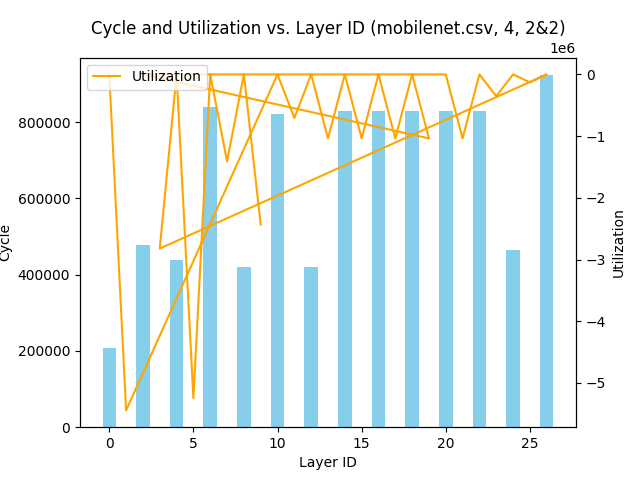 Cycle and Utilization vs. Layer ID (mobilenet.csv, 4, 2&2)
1e6
Utilization
800000
600000
400000
200000
0
Cycle
0
−1
−2
−3
−4
−5
Utilization
0 5 10 15 20 25
Layer ID